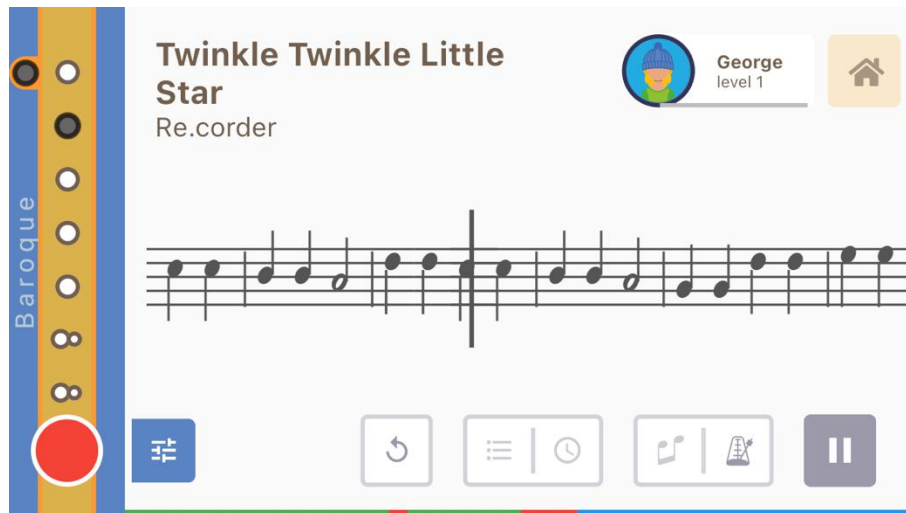 Twinkle Twinkle Little
Star
Re.corder
George
level 1
Baroque